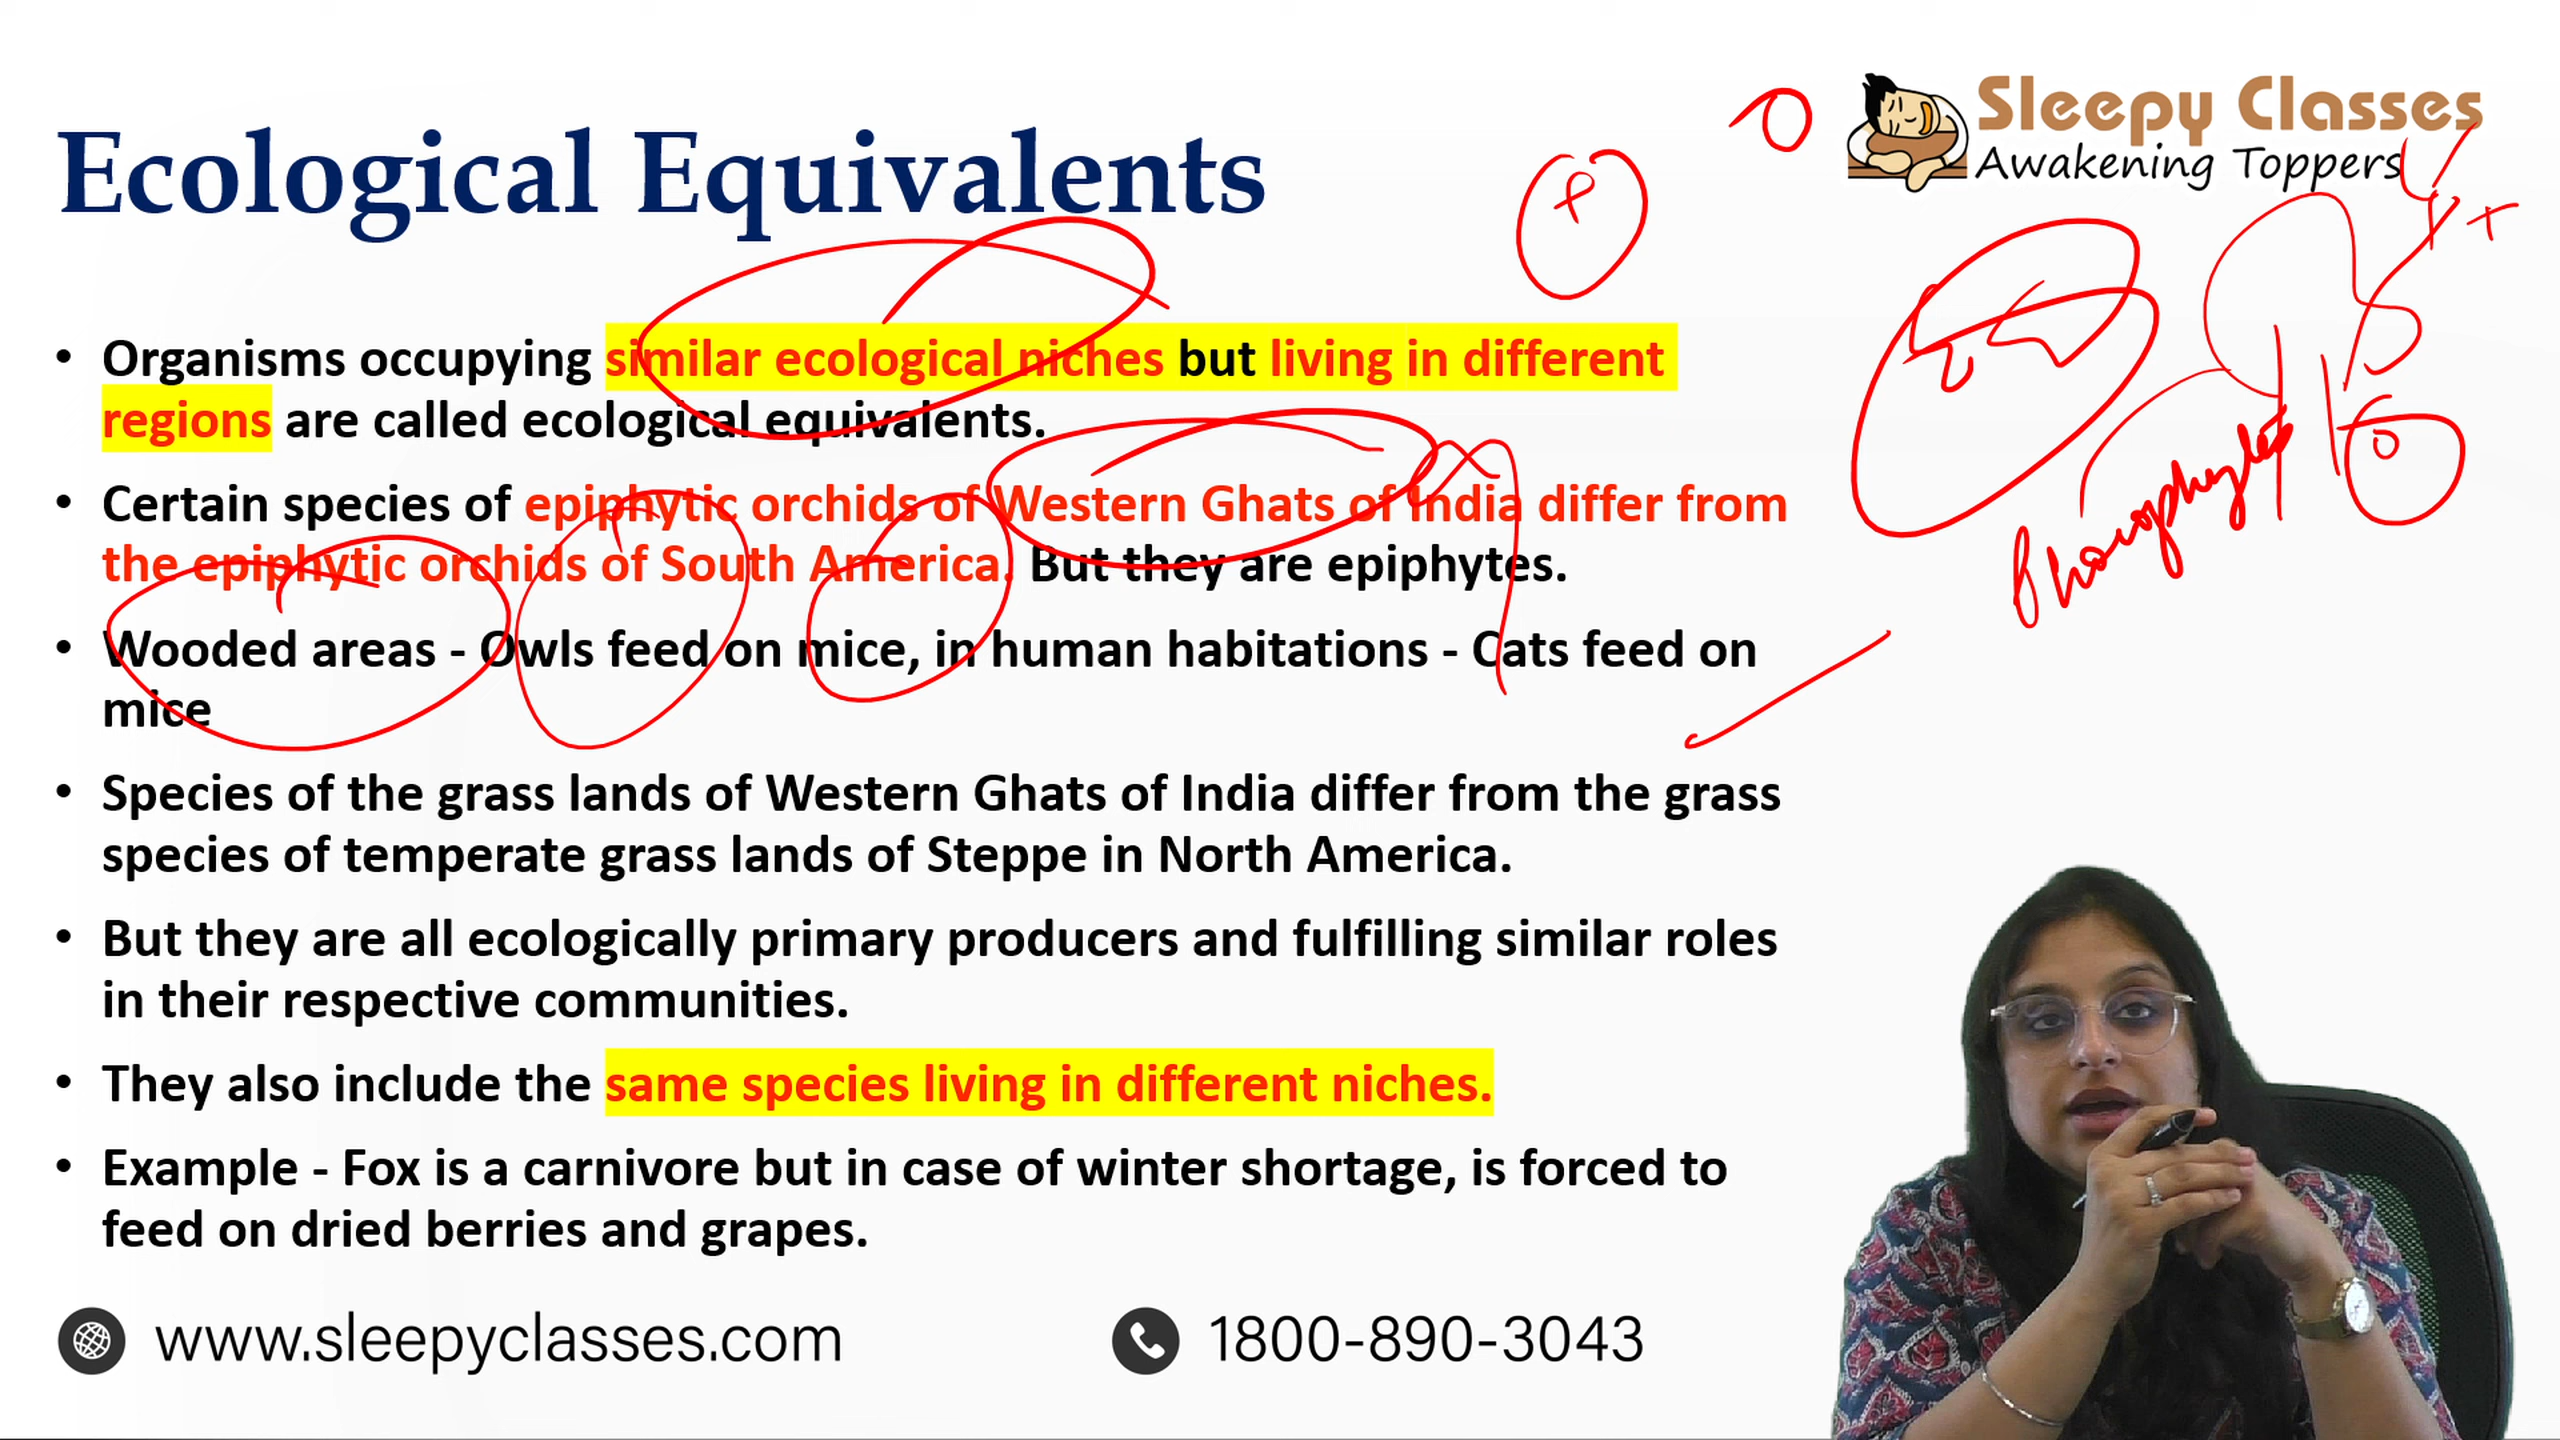 Sleepy Classes
Awakening Toppers
Ecological Equivalents
• Organisms occupying similar ecological niches but living in different
regions are called ecological equivalents.
• Certain species of epiphytic orchids of Western Ghats of India differ from
the epiphytic orchids of South America. But they are epiphytes.
• Wooded areas - Owls feed on mice, in human habitations - Cats feed on
mice
• Species of the grass lands of Western Ghats of India differ from the grass
species of temperate grass lands of Steppe in North America.
• But they are all ecologically primary producers and fulfilling similar roles
in their respective communities.
• They also include the same species living in different niches.
• Example - Fox is a carnivore but in case of winter shortage, is forced to
feed on dried berries and grapes.
www.sleepyclasses.com
1800-890-3043